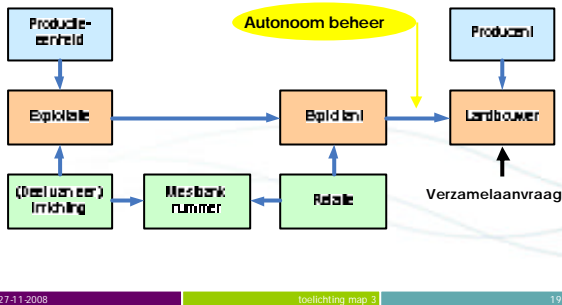 Productie-
eenheid
Autonoom beheer
Producent
Exploitatie
Exploitant
Landbouwer
(Deel van een)
Inrichting
Mestbank
nummer
Relatie
Verzamelaanvraag
27-11-2008
toelichting map 3
19